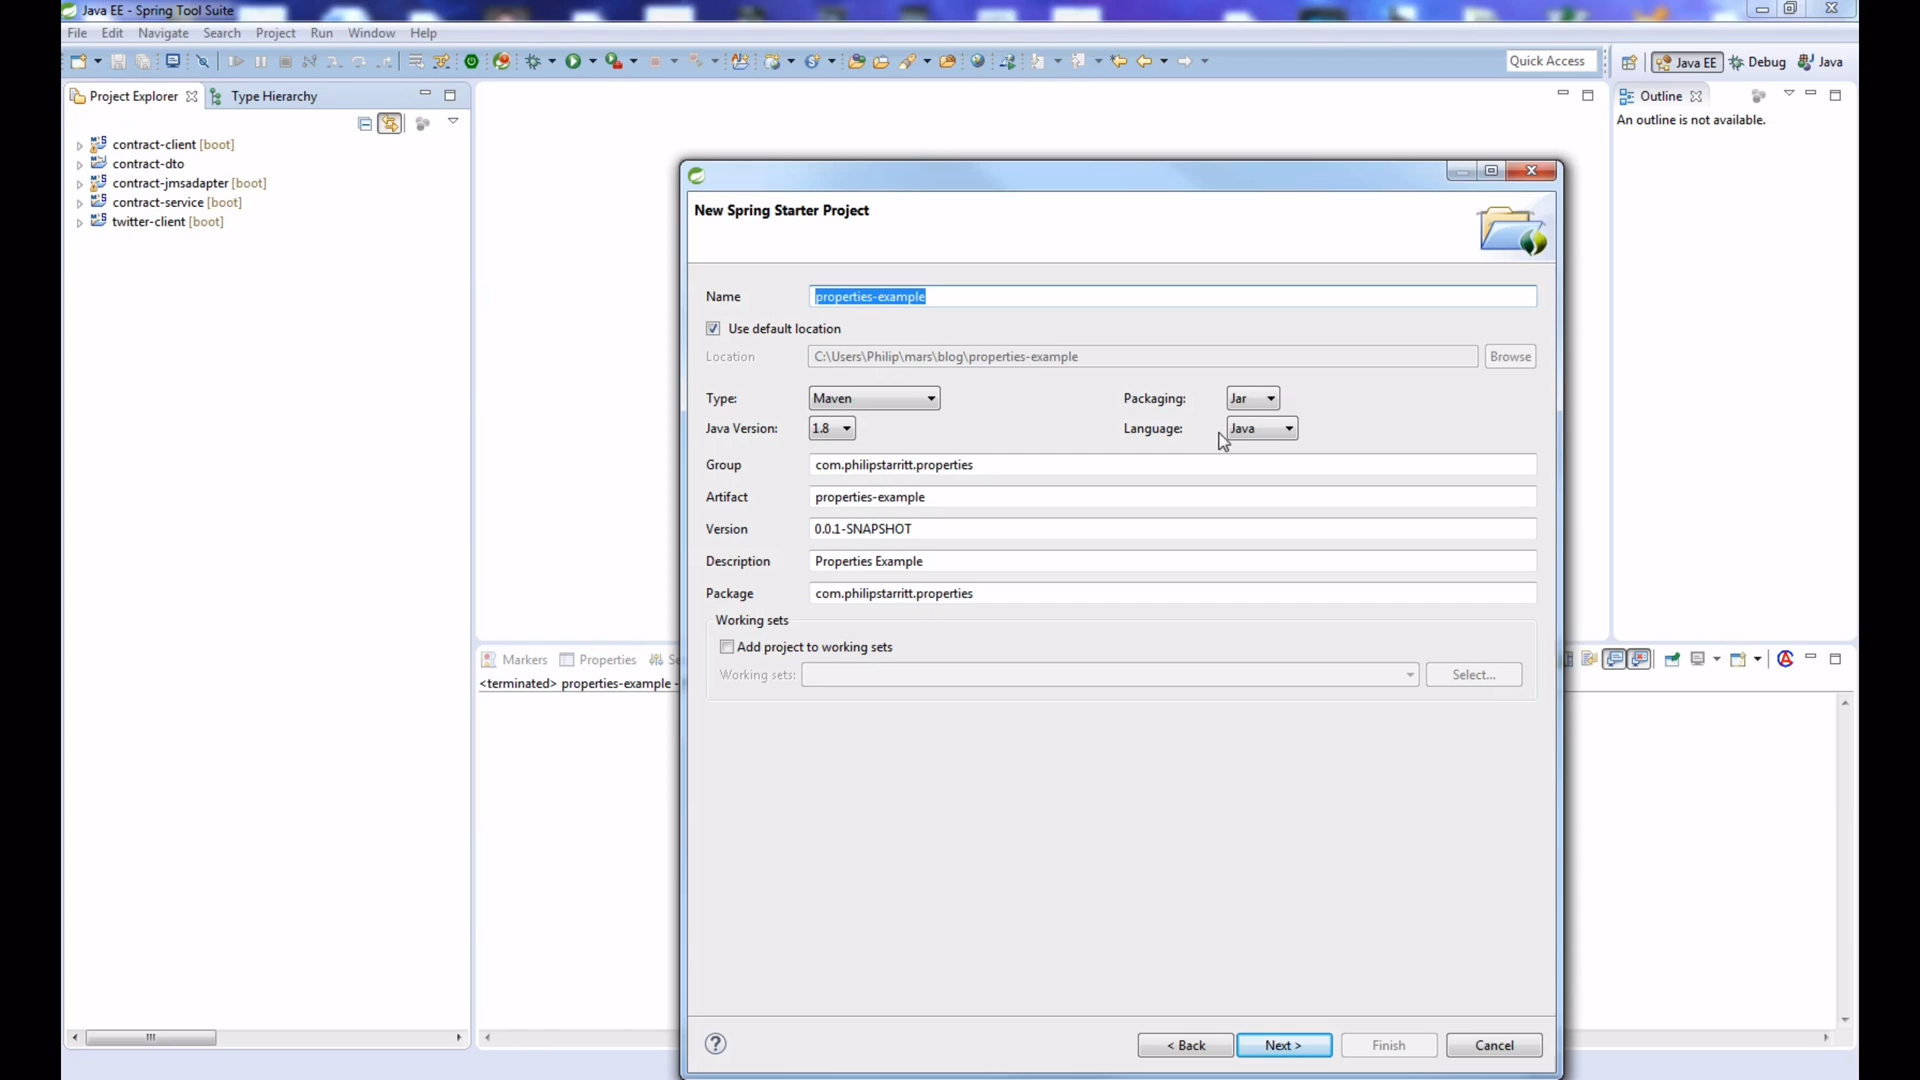 Java EE - Spring Tool Suite
File Edit Navigate Search Project Run Window Help
Quick Access
Java EE
Debug
Java
Project Explorer
Type Hierarchy
contract-client [boot]
contract-dto
contract-jmsadapter [boot]
contract-service [boot]
twitter-client [boot]
Outline
An outline is not available.
New Spring Starter Project
Name
properties-example
Use default location
Location
C:\Users\Philip\mars\blog\properties-example
Browse
Type:
Maven
Packaging:
Jar
Java Version:
1.8
Language:
Java
Group
com.philipstarritt.properties
Artifact
properties-example
Version
0.0.1-SNAPSHOT
Description
Properties Example
Package
com.philipstarritt.properties
Working sets
Add project to working sets
Working sets:
Select...
Markers
Properties
Se
<terminated> properties-example -
< Back
Next >
Finish
Cancel